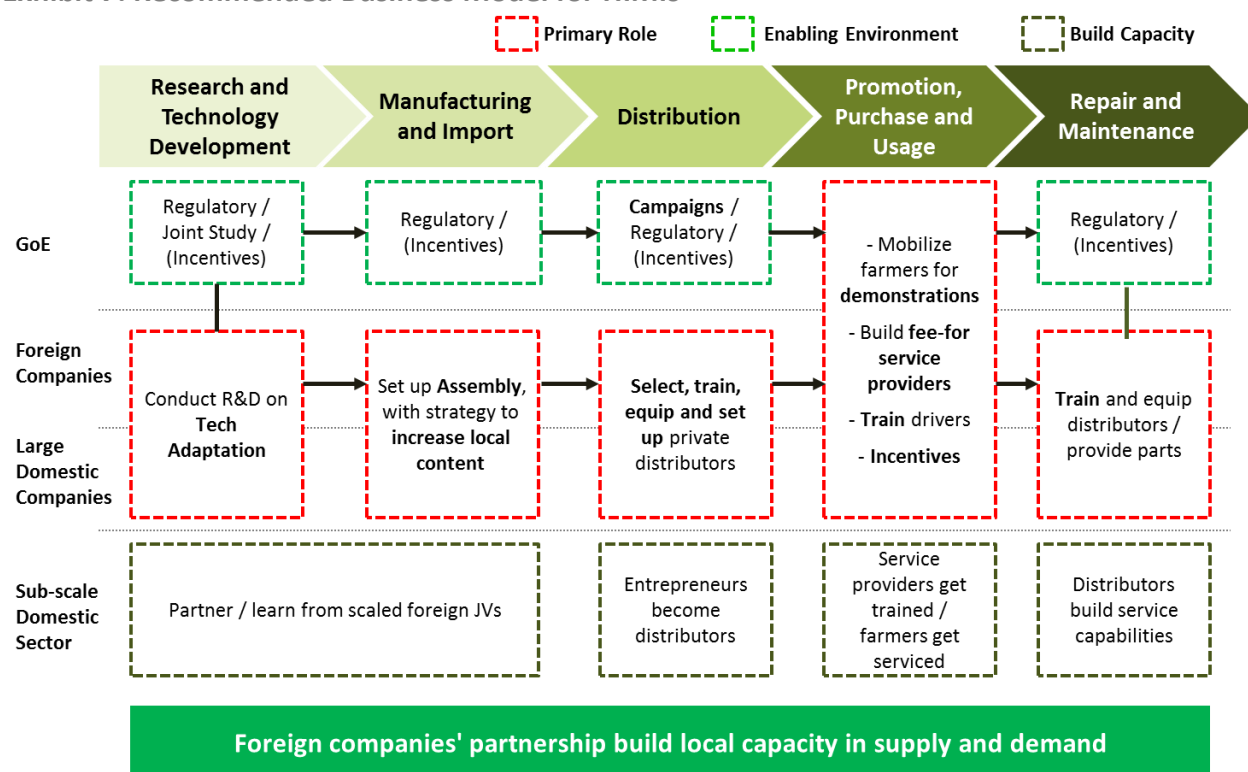 Exhibit Recommended Business Model for
Primary Role
Enabling Environment
Build Capacity
Research and
Technology
Development
Manufacturing
and Import
Distribution
Promotion,
Purchase and
Usage
Repair and
Maintenance
GoE
Regulatory /
Joint Study /
(Incentives)
Regulatory /
(Incentives)
Campaigns /
Regulatory /
(Incentives)
- Mobilize
farmers for
demonstrations
- Build fee-for
service
providers
- Train drivers
- Incentives
Regulatory /
(Incentives)
Foreign
Companies
Large
Domestic
Companies
Conduct R&D on
Tech
Adaptation
Set up Assembly,
with strategy to
increase local
content
Select, train,
equip and set
up private
distributors
Train and equip
distributors /
provide parts
Sub-scale
Domestic
Sector
Partner / learn from scaled foreign JVs
Entrepreneurs
become
distributors
Service
providers get
trained /
farmers get
serviced
Distributors
build service
capabilities
Foreign companies' partnership build local capacity in supply and demand